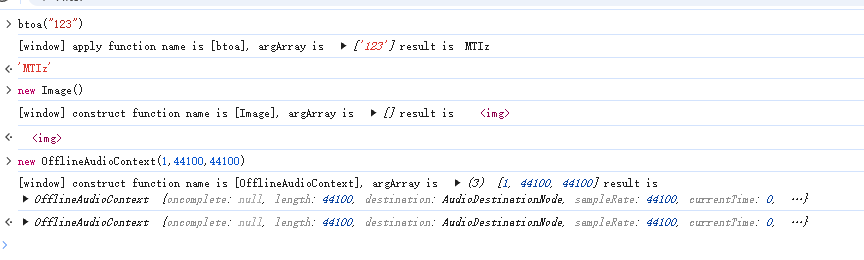 btoa("123")
[window] apply function name is [btoa], argArray is ▶ ['123'] result is MTIz
'MTIz'
new Image()
[window] construct function name is [Image], argArray is ▶ [] result is <img>
<img>
new OfflineAudioContext(1,44100,44100)
[window] construct function name is [OfflineAudioContext], argArray is ▶ (3) [1, 44100, 44100] result is
▶ OfflineAudioContext {oncomplete: null, length: 44100, destination: AudioDestinationNode, sampleRate: 44100, currentTime: 0, …}
▶ OfflineAudioContext {oncomplete: null, length: 44100, destination: AudioDestinationNode, sampleRate: 44100, currentTime: 0, …}